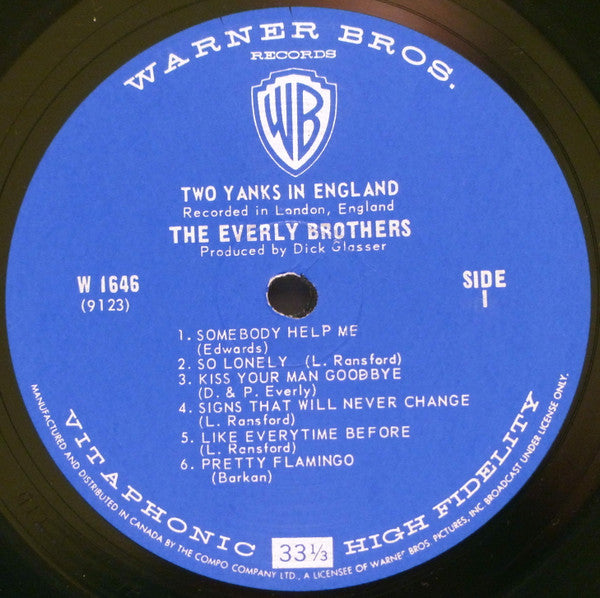 WARNER BROS.
RECORDS
WB
TWO YANKS IN ENGLAND
Recorded in London, England
THE EVERLY BROTHERS
Produced by Dick Glasser
W 1646
(9123)
SIDE
1
1. SOMEBODY HELP ME
(Edwards)
2. SO LONELY (L. Ransford)
3. KISS YOUR MAN GOODBYE
(D. & P. Everly)
4. SIGNS THAT WILL NEVER CHANGE
(L. Ransford)
5. LIKE EVERYTIME BEFORE
(L. Ransford)
6. PRETTY FLAMINGO
(Barkan)
VITAPHONIC HIGH FIDELITY
33⅓
MANUFACTURED AND DISTRIBUTED IN CANADA BY THE COMPO COMPANY LTD., A LICENSEE OF WARNER BROS. PICTURES, INC. BROADCAST UNDER LICENSE ONLY.